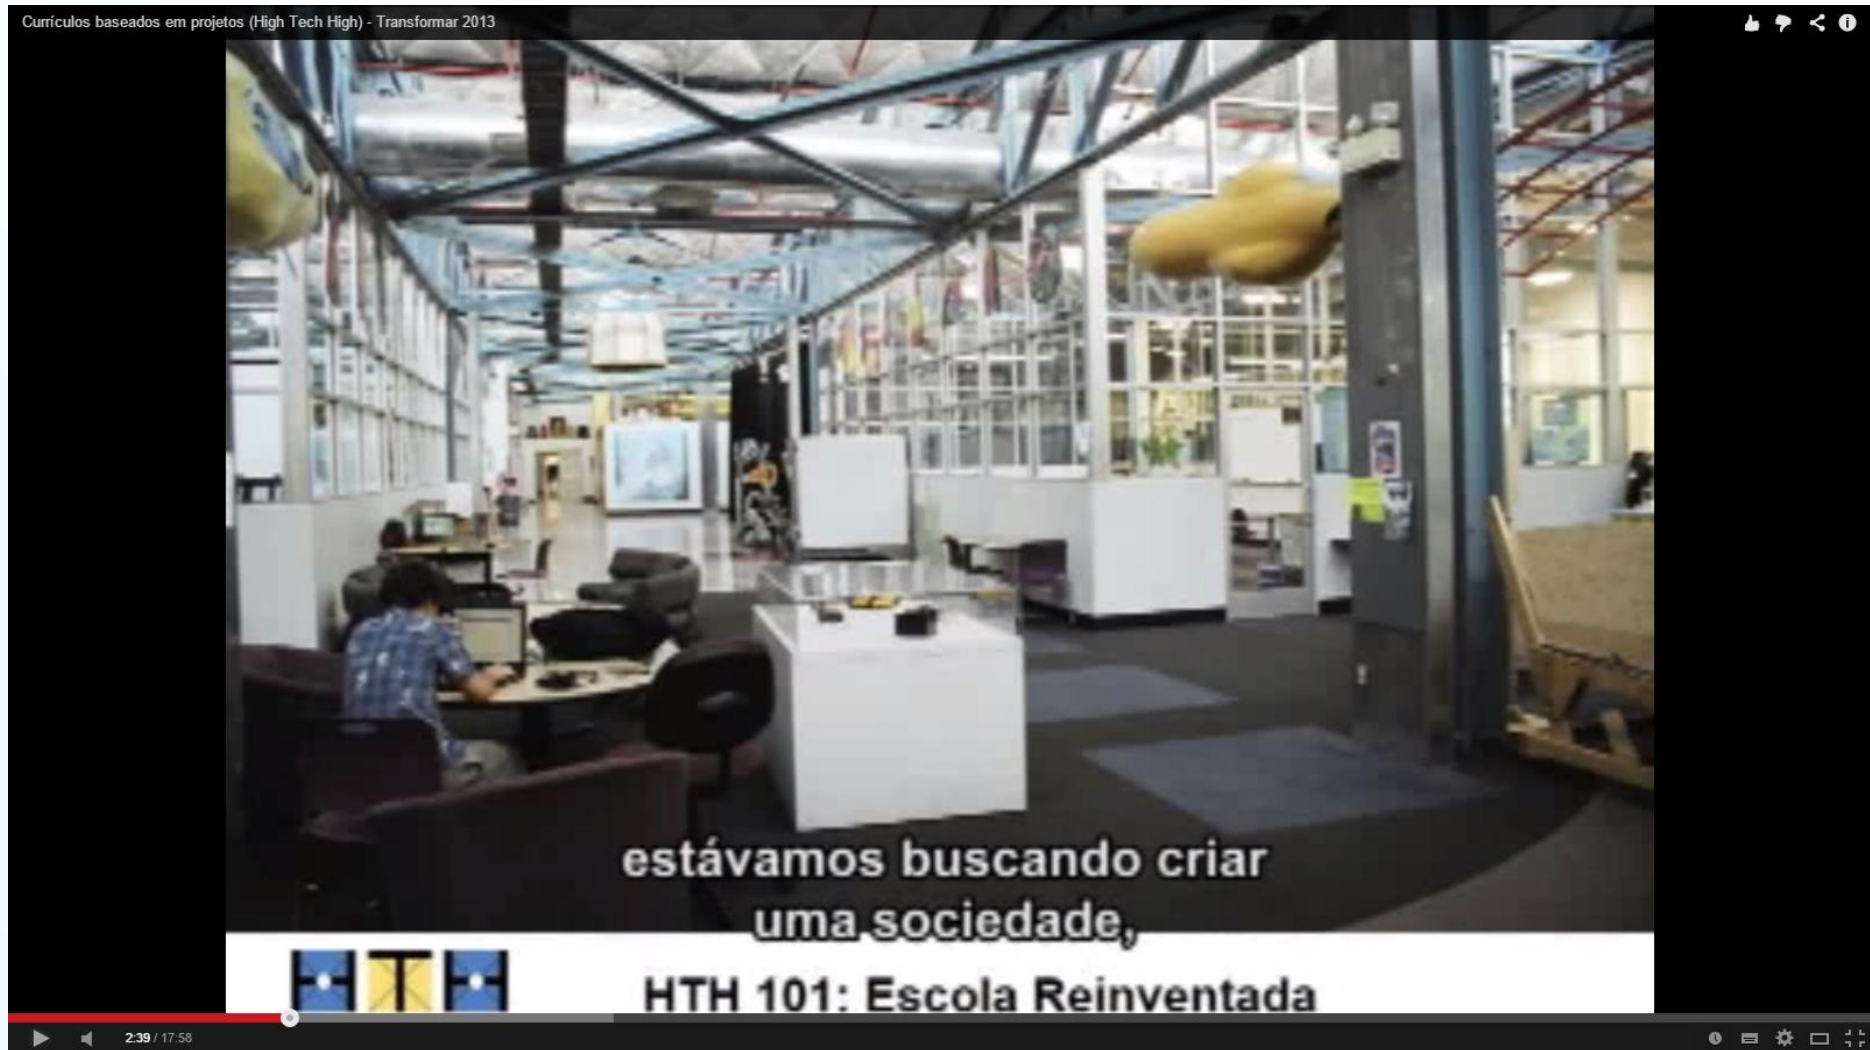 Currículos baseados em projetos (High Tech High) - Transformar 2013
estávamos buscando criar
uma sociedade,
HTH
HTH 101: Escola Reinventada
2:39 / 17:58